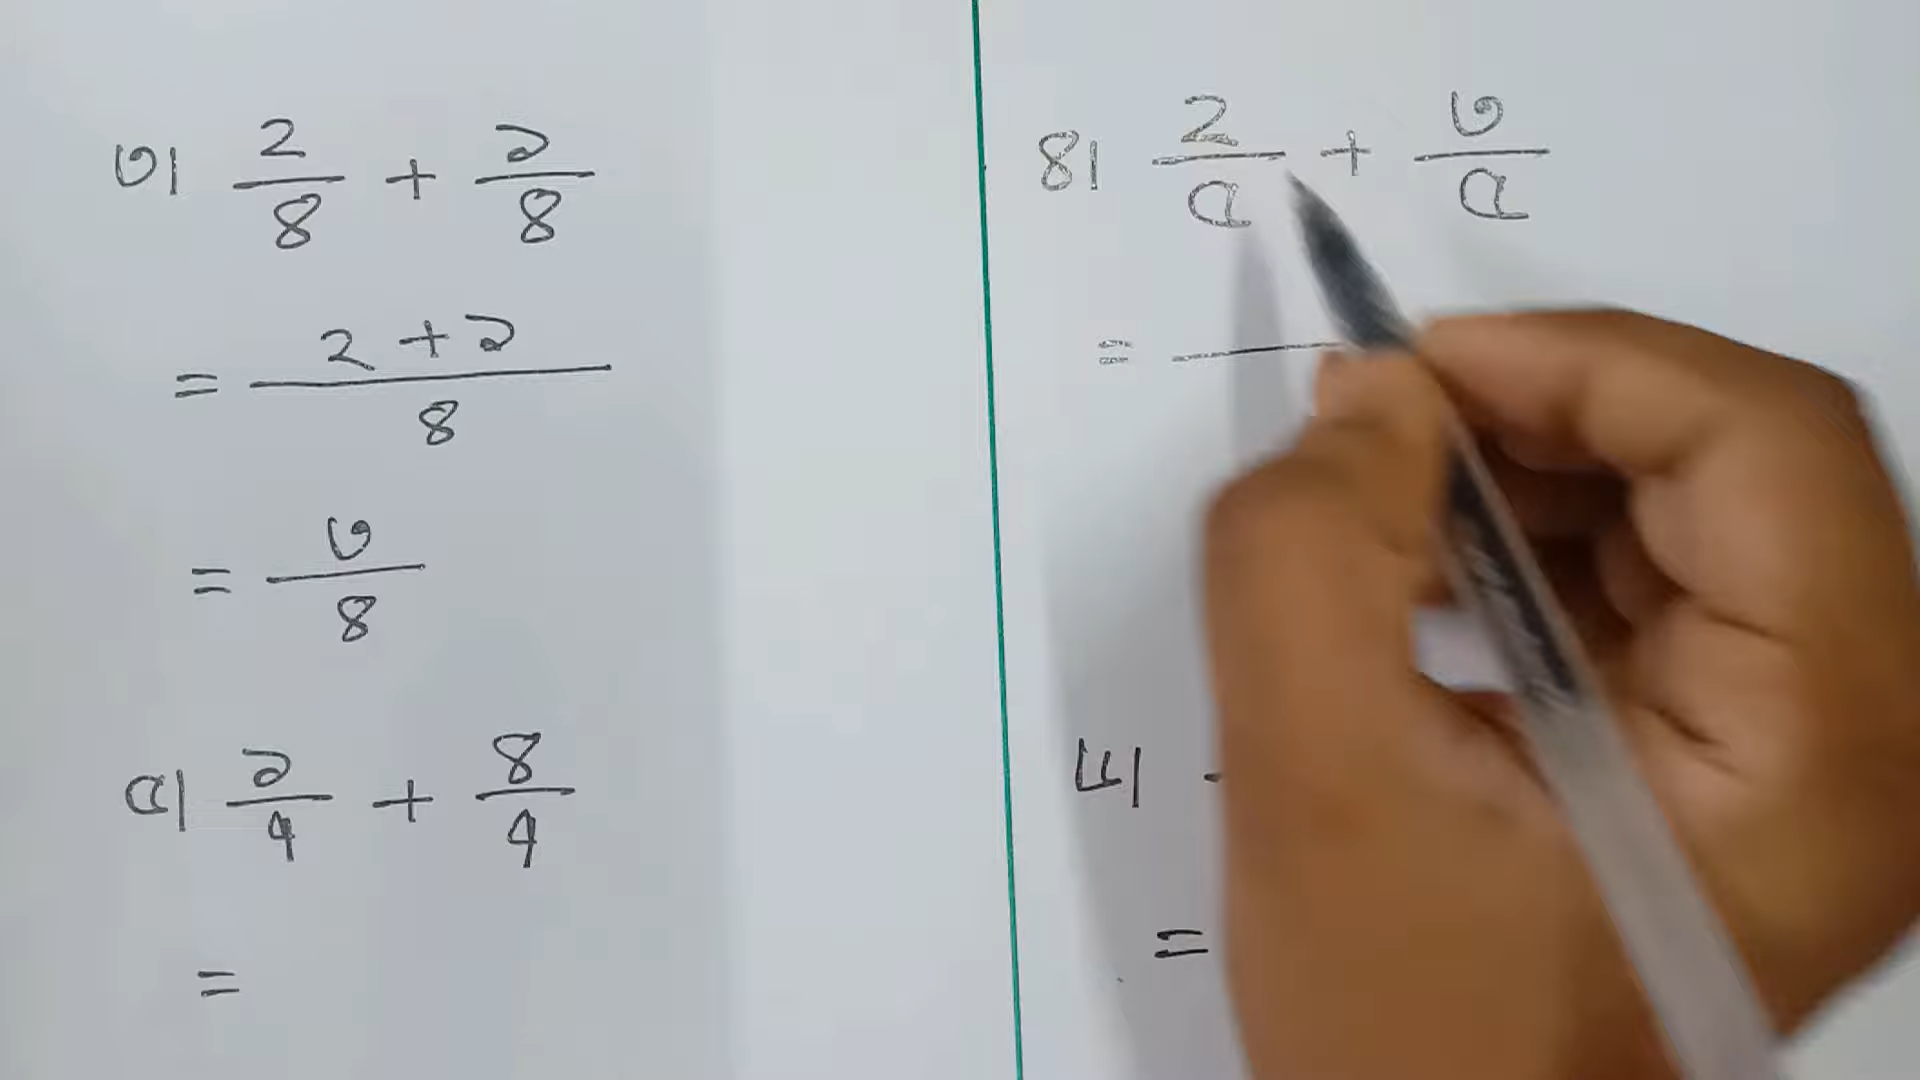 ৩। ২/৪ + ১/৪
= ২ + ১/৪
= ৩/৪
৫। ১/৭ + ৪/৭
=
৪। ২/৫ + ৩/৫
=
৬।
=